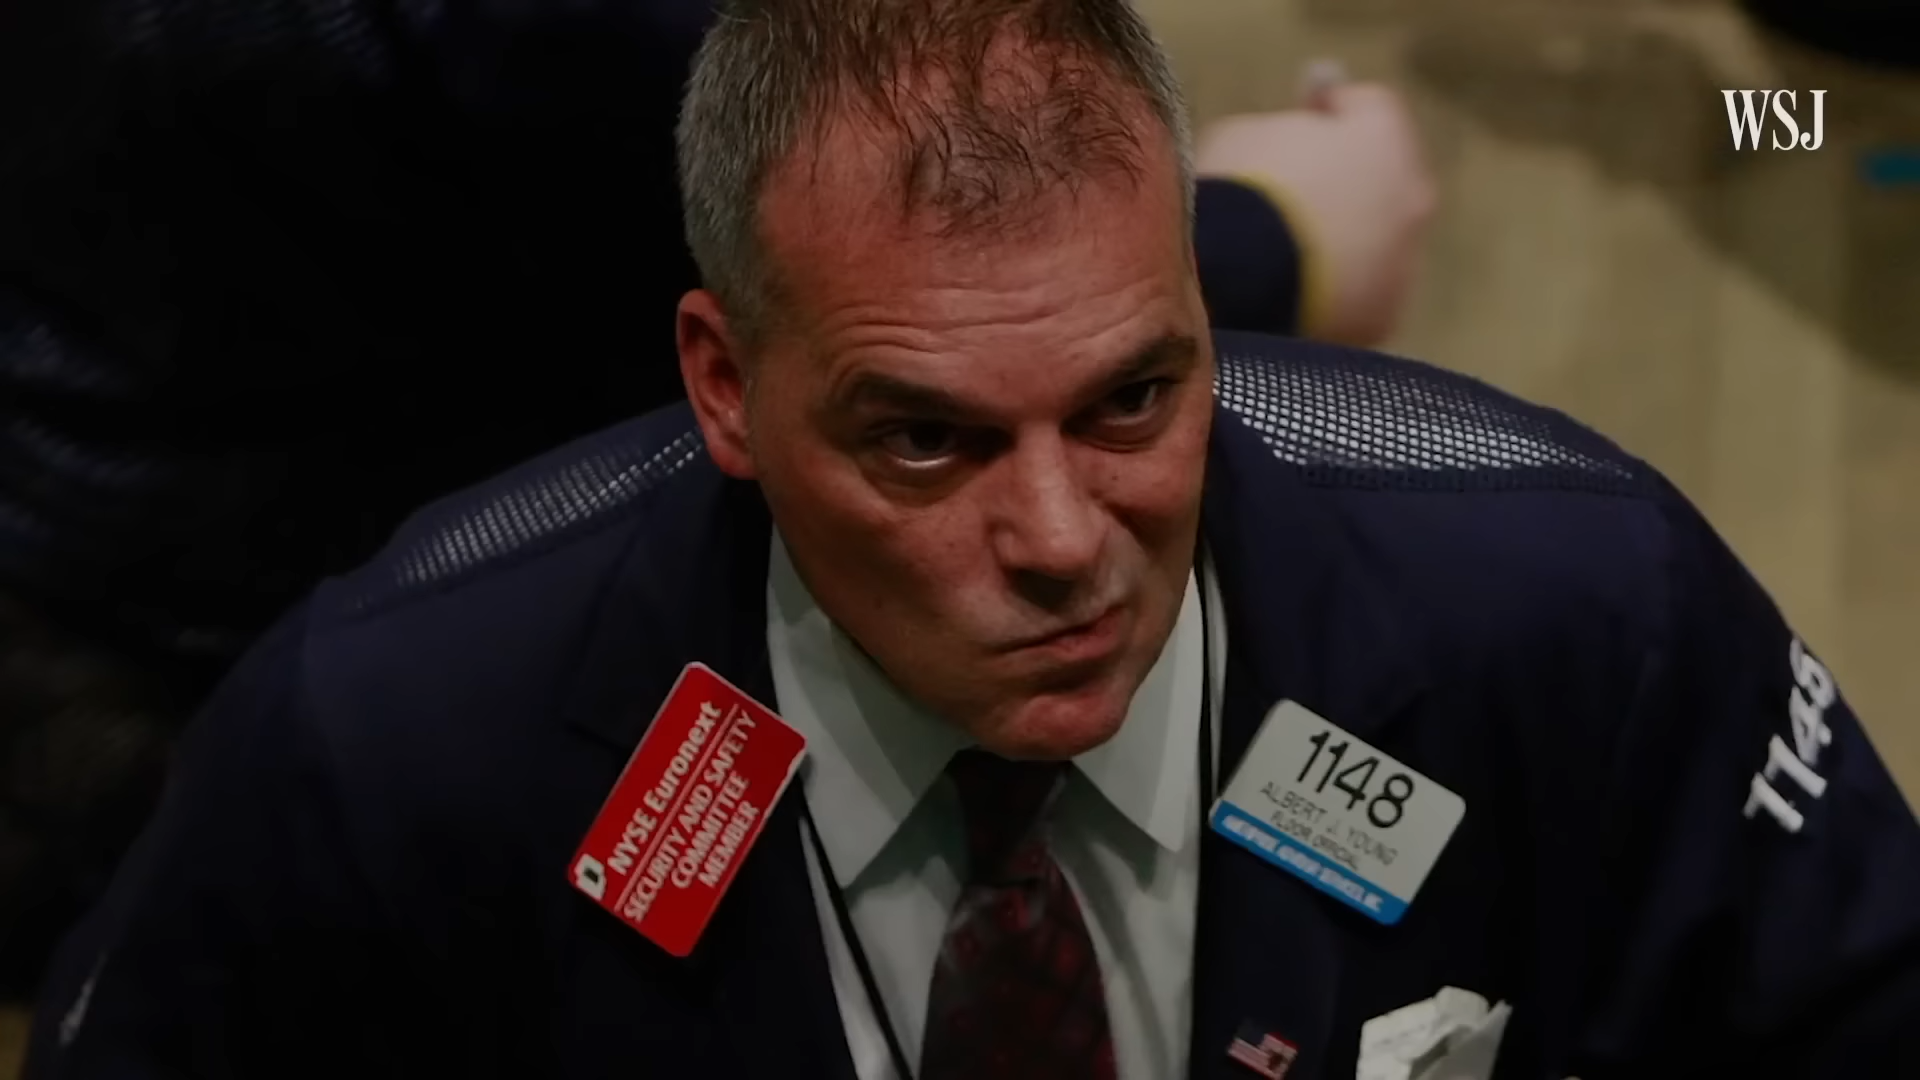 WSJ
NYSE Euronext
SECURITY AND SAFETY
COMMITTEE
MEMBER
1148
ALBERT J. YOUNG
FLOOR OFFICIAL
1148